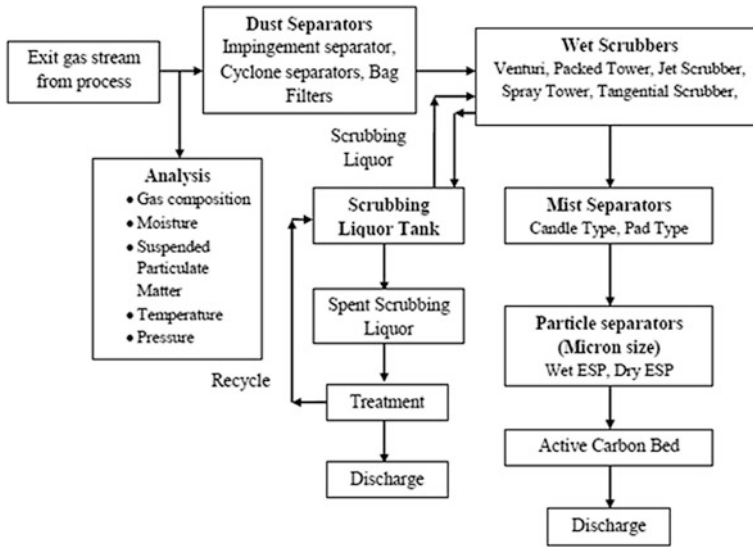 Exit gas stream
from process
Dust Separators
Impingement separator,
Cyclone separators, Bag
Filters
Wet Scrubbers
Venturi, Packed Tower, Jet Scrubber,
Spray Tower, Tangential Scrubber,
Analysis
• Gas composition
• Moisture
• Suspended
Particulate
Matter
• Temperature
• Pressure
Scrubbing
Liquor
Scrubbing
Liquor Tank
Spent Scrubbing
Liquor
Recycle
Treatment
Discharge
Mist Separators
Candle Type, Pad Type
Particle separators
(Micron size)
Wet ESP, Dry ESP
Active Carbon Bed
Discharge